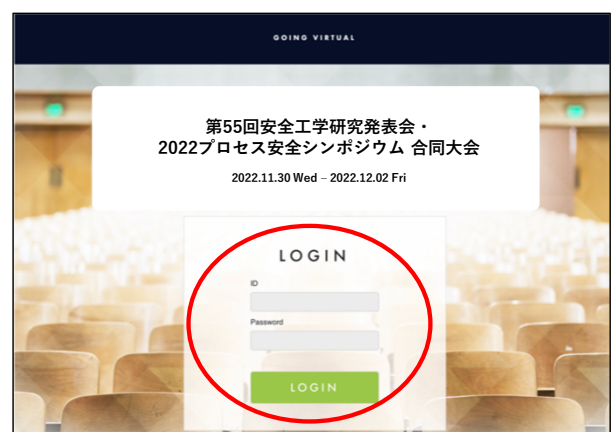 GOING VIRTUAL
第55回安全工学研究発表会・
2022プロセス安全シンポジウム 合同大会
2022.11.30 Wed – 2022.12.02 Fri
LOGIN
ID
Password
LOGIN